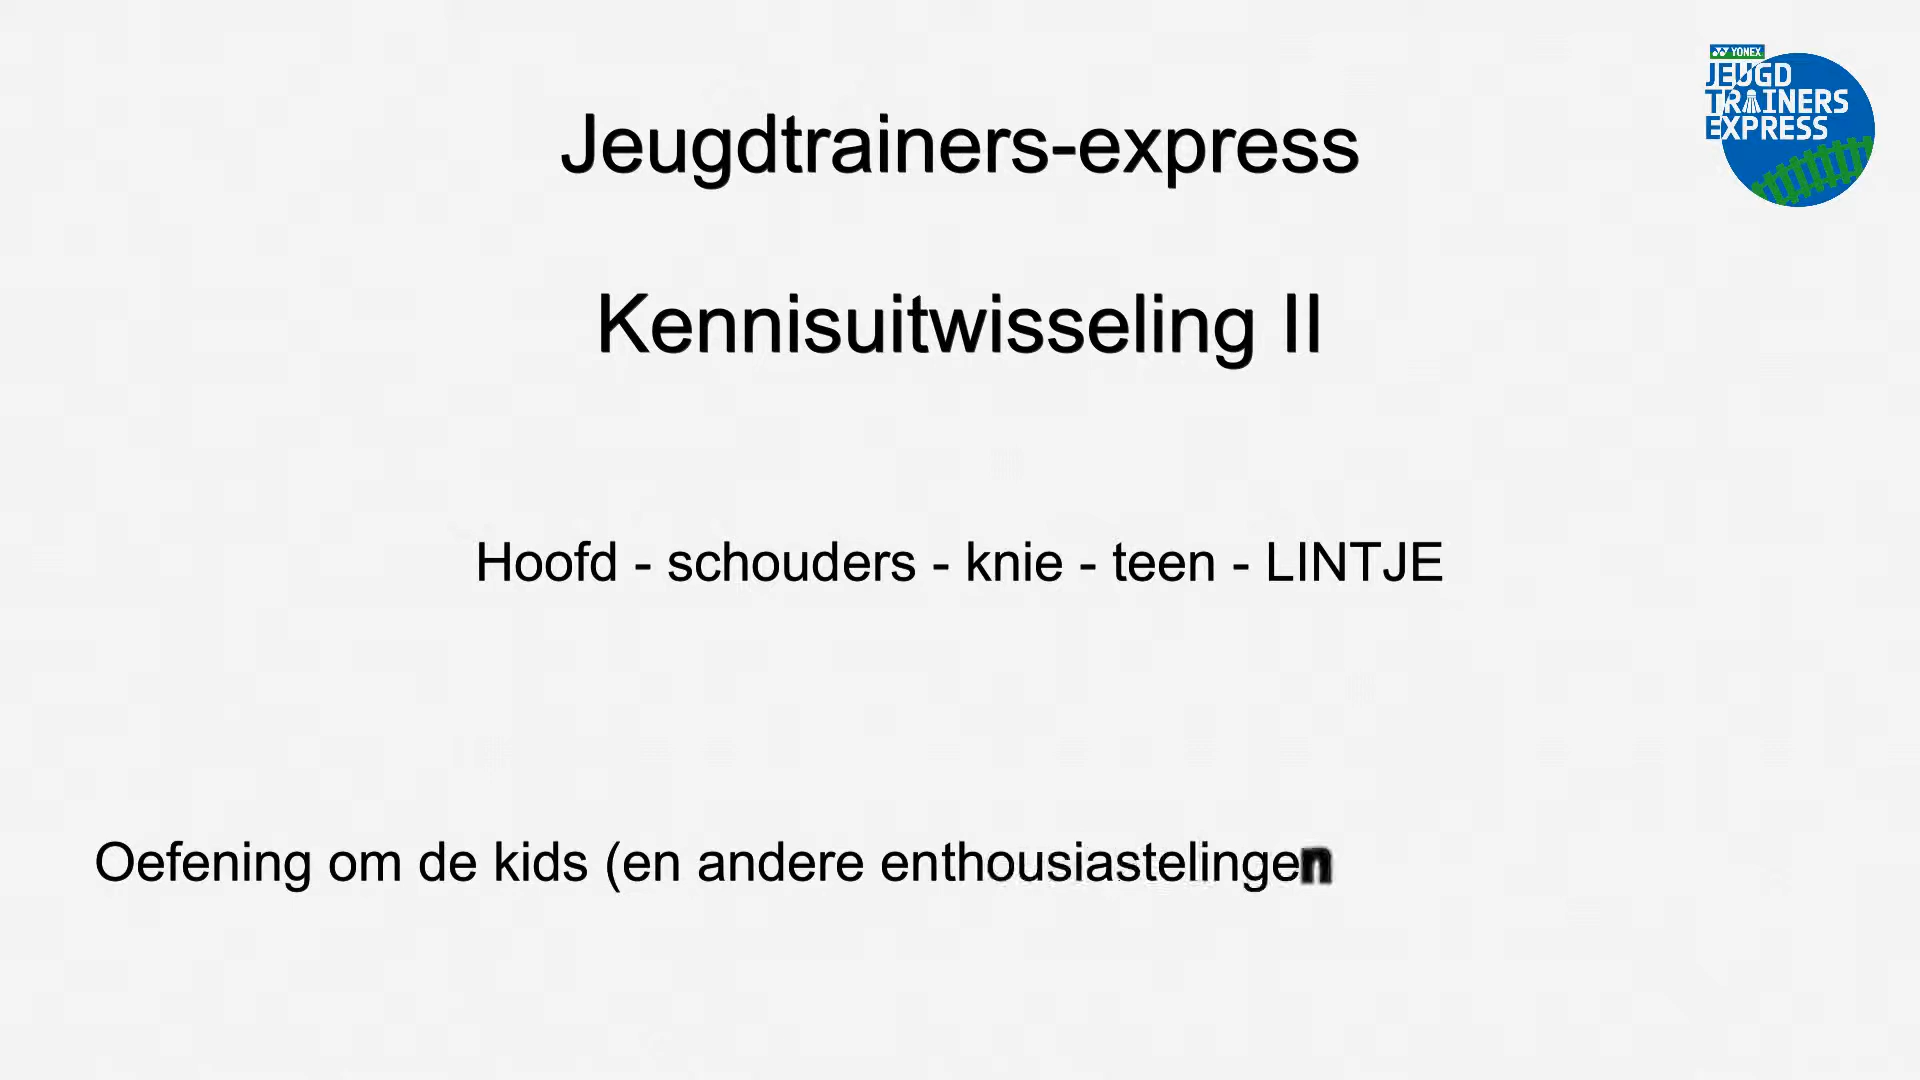 YONEX
JEUGD
TRAINERS
EXPRESS
Jeugdtrainers-express
Kennisuitwisseling II
Hoofd - schouders - knie - teen - LINTJE
Oefening om de kids (en andere enthousiastelingen